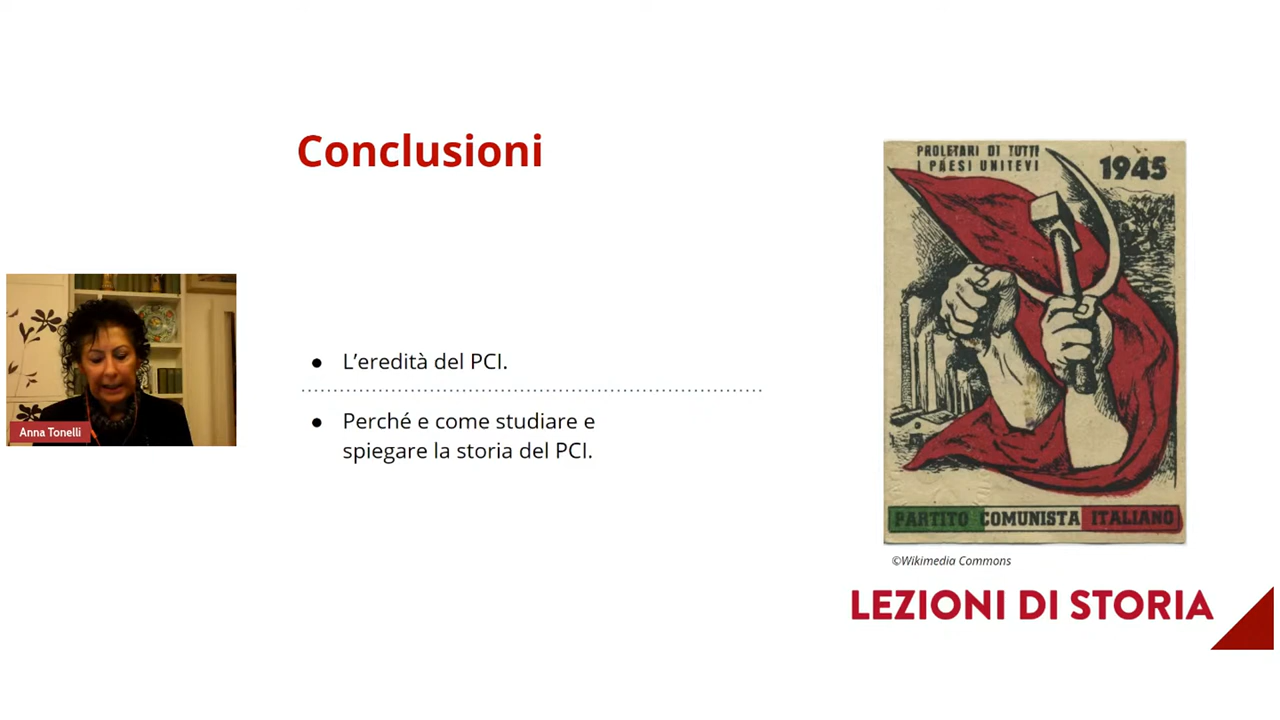 Conclusioni
Anna Tonelli
● L’eredità del PCI.
● Perché e come studiare e
spiegare la storia del PCI.
PROLETARI DI TUTTI
I PAESI UNITEVI
1945
PARTITO COMUNISTA ITALIANO
©Wikimedia Commons
LEZIONI DI STORIA